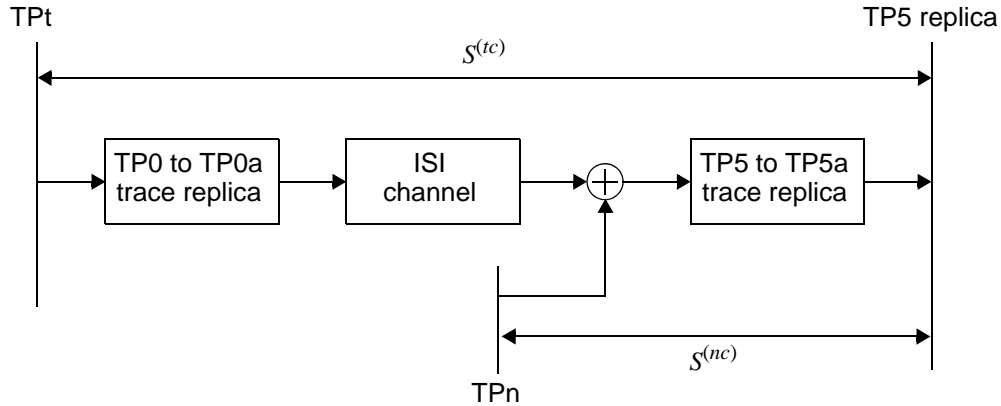 TPt
TP5 replica
S(tc)
TP0 to TP0a
trace replica
ISI
channel
TP5 to TP5a
trace replica
S(nc)
TPn